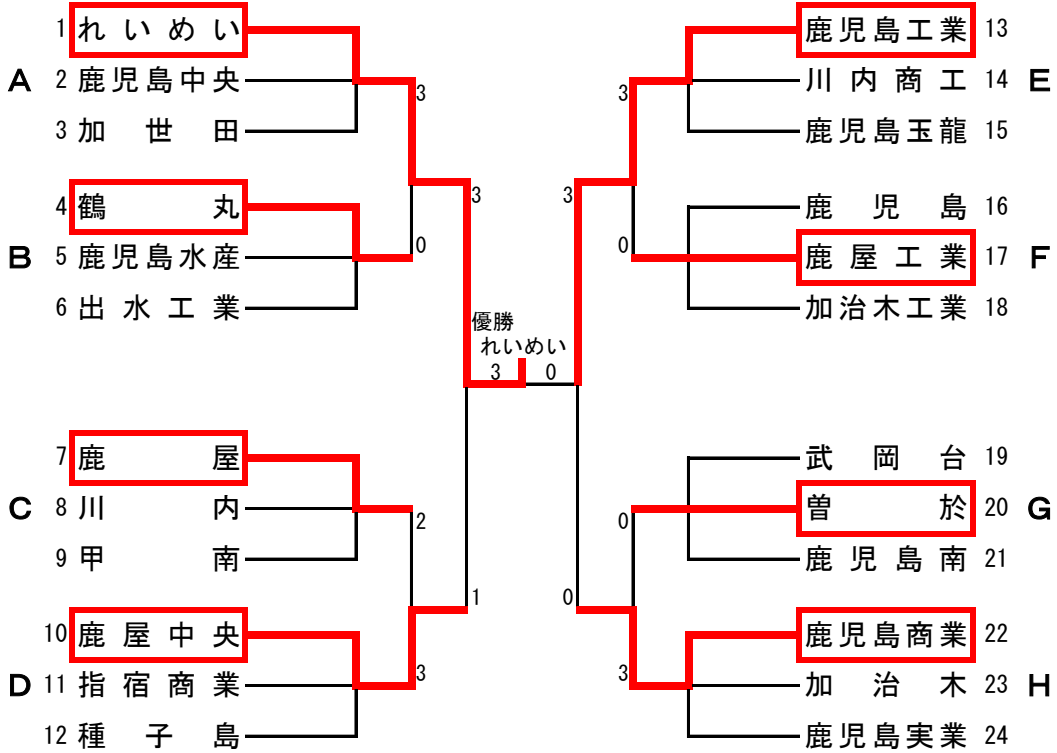 1 れいめい
A 2 鹿児島中央
3 加世田
3
4 鶴丸
B 5 鹿児島水産
6 出水工業
0
3
7 鹿屋
C 8 川内
9 甲南
2
10 鹿屋中央
D 11 指宿商業
12 種子島
3
1
優勝
れいめい
3 0
鹿児島工業 13
川内商工 14 E
鹿児島玉龍 15
3
鹿児島 16
鹿屋工業 17 F
加治木工業 18
0
3
武岡台 19
曽於 20 G
鹿児島南 21
0
鹿児島商業 22
加治木 23 H
鹿児島実業 24
3
0